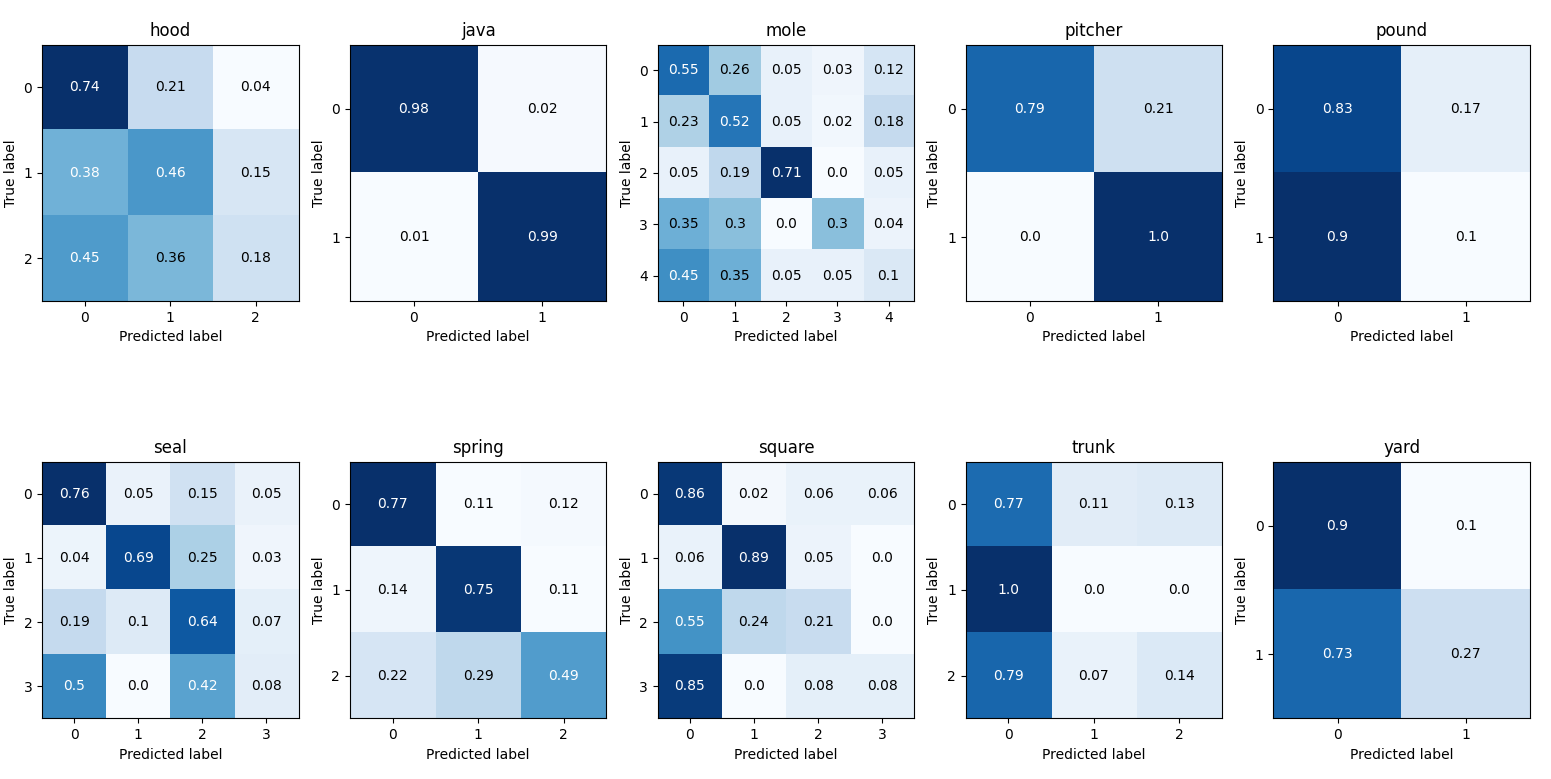 hood java mole pitcher pound
True label 0 0.74 0.21 0.04
1 0.38 0.46 0.15
2 0.45 0.36 0.18
0 1 2
Predicted label
True label 0 0.98 0.02
1 0.01 0.99
0 1
Predicted label
True label 0 0.55 0.26 0.05 0.03 0.12
1 0.23 0.52 0.05 0.02 0.18
2 0.05 0.19 0.71 0.0 0.05
3 0.35 0.3 0.0 0.3 0.04
4 0.45 0.35 0.05 0.05 0.1
0 1 2 3 4
Predicted label
True label 0 0.79 0.21
1 0.0 1.0
0 1
Predicted label
True label 0 0.83 0.17
1 0.9 0.1
0 1
Predicted label
seal spring square trunk yard
True label 0 0.76 0.05 0.15 0.05
1 0.04 0.69 0.25 0.03
2 0.19 0.1 0.64 0.07
3 0.5 0.0 0.42 0.08
0 1 2 3
Predicted label
True label 0 0.77 0.11 0.12
1 0.14 0.75 0.11
2 0.22 0.29 0.49
0 1 2
Predicted label
True label 0 0.86 0.02 0.06 0.06
1 0.06 0.89 0.05 0.0
2 0.55 0.24 0.21 0.0
3 0.85 0.0 0.08 0.08
0 1 2 3
Predicted label
True label 0 0.77 0.11 0.13
1 1.0 0.0 0.0
2 0.79 0.07 0.14
0 1 2
Predicted label
True label 0 0.9 0.1
1 0.73 0.27
0 1
Predicted label